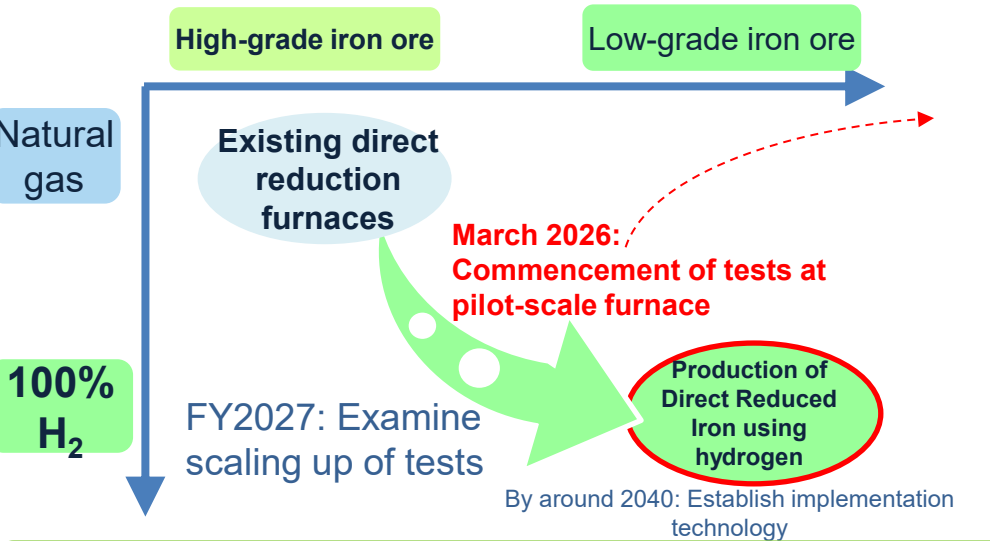 High-grade iron ore
Low-grade iron ore
Natural
gas
Existing direct
reduction
furnaces
March 2026:
Commencement of tests at
pilot-scale furnace
100%
H₂
FY2027: Examine
scaling up of tests
Production of
Direct Reduced
Iron using
hydrogen
By around 2040: Establish implementation
technology